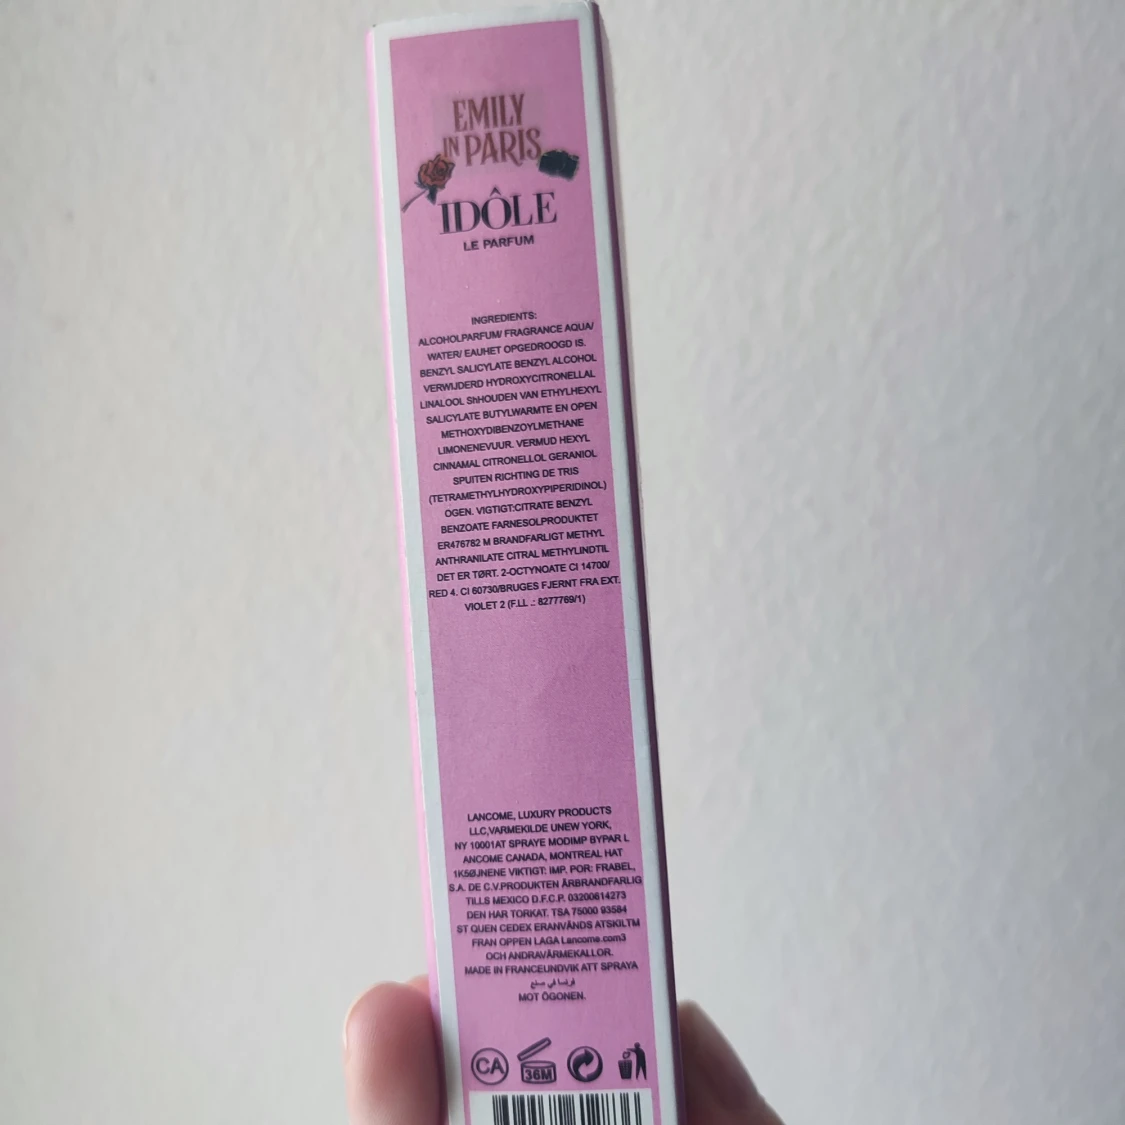 EMILY
IN PARIS
IDÔLE
LE PARFUM
INGREDIENTS:
ALCOHOLPARFUM/ FRAGRANCE AQUA/
WATER/ EAUHET OPGEDROOGD IS.
BENZYL SALICYLATE BENZYL ALCOHOL
VERWIJDERD HYDROXYCITRONELLAL
LINALOOL ShHOUDEN VAN ETHYLHEXYL
SALICYLATE BUTYLWARMTE EN OPEN
METHOXYDIBENZOYLMETHANE
LIMONENEVUUR. VERMUD HEXYL
CINNAMAL CITRONELLOL GERANIOL
SPUITEN RICHTING DE TRIS
(TETRAMETHYLHYDROXYPIPERIDINOL)
OGEN. VIGTIGT:CITRATE BENZYL
BENZOATE FARNESOLPRODUKTET
ER476782 M BRANDFARLIGT METHYL
ANTHRANILATE CITRAL METHYLINDTIL
DET ER TØRT. 2-OCTYNOATE CI 14700/
RED 4. CI 60730/BRUGES FJERNT FRA EXT.
VIOLET 2 (F.I.L .: 8277769/1)
LANCOME, LUXURY PRODUCTS
LLC,VARMEKILDE UNEW YORK,
NY 10001AT SPRAYE MODIMP BYPAR L
ANCOME CANADA, MONTREAL HAT
1K5ØJNENE VIKTIGT: IMP. POR: FRABEL,
S.A. DE C.V.PRODUKTEN ÄRBRANDFARLIG
TILLS MEXICO D.F.C.P. 03200614273
DEN HAR TORKAT. TSA 75000 93584
ST QUEN CEDEX ERANVÄNDS ATSKILTM
FRAN OPPEN LAGA Lancome.com3
OCH ANDRAVÄRMEKALLOR.
MADE IN FRANCEUNDVIK ATT SPRAYA
فرنسا في صنع
MOT ÖGONEN.
CA
36M